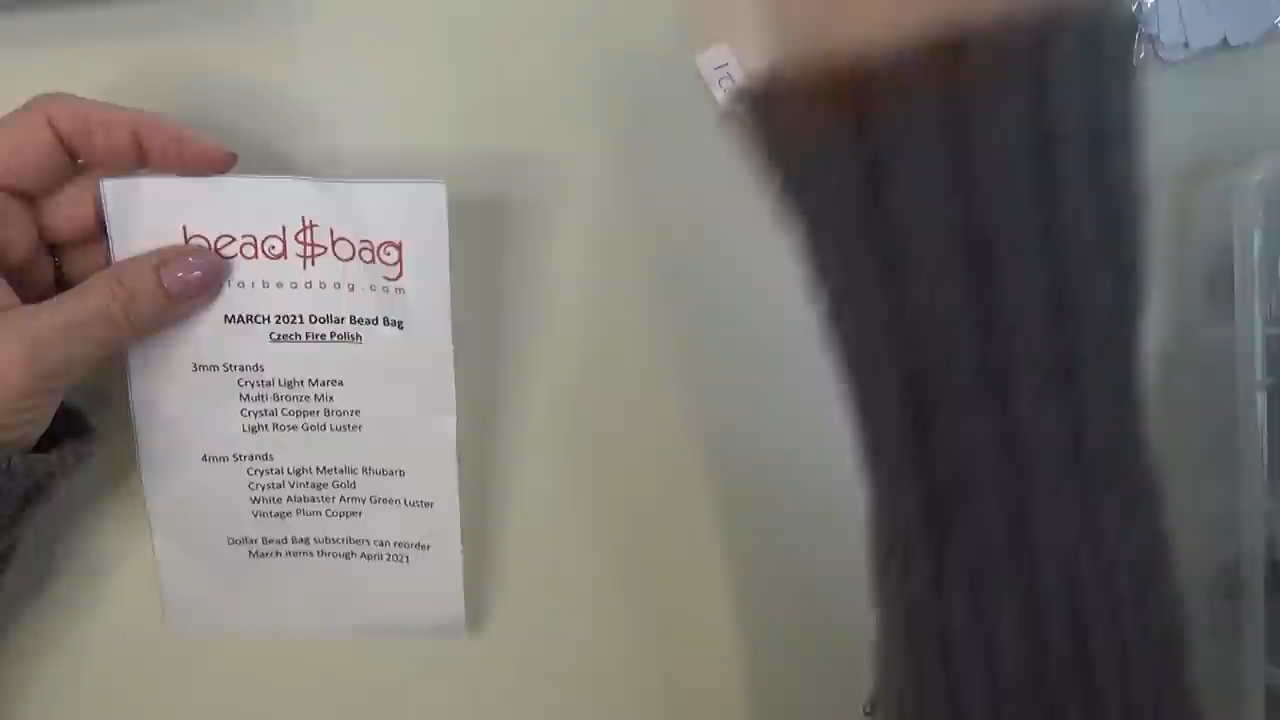 bead$bag
arbeadbag.com
MARCH 2021 Dollar Bead Bag
Czech Fire Polish
3mm Strands
Crystal Light Marea
Multi-Bronze Mix
Crystal Copper Bronze
Light Rose Gold Luster
4mm Strands
Crystal Light Metallic Rhubarb
Crystal Vintage Gold
White Alabaster Army Green Luster
Vintage Plum Copper
Dollar Bead Bag subscribers can reorder
March items through April 2021